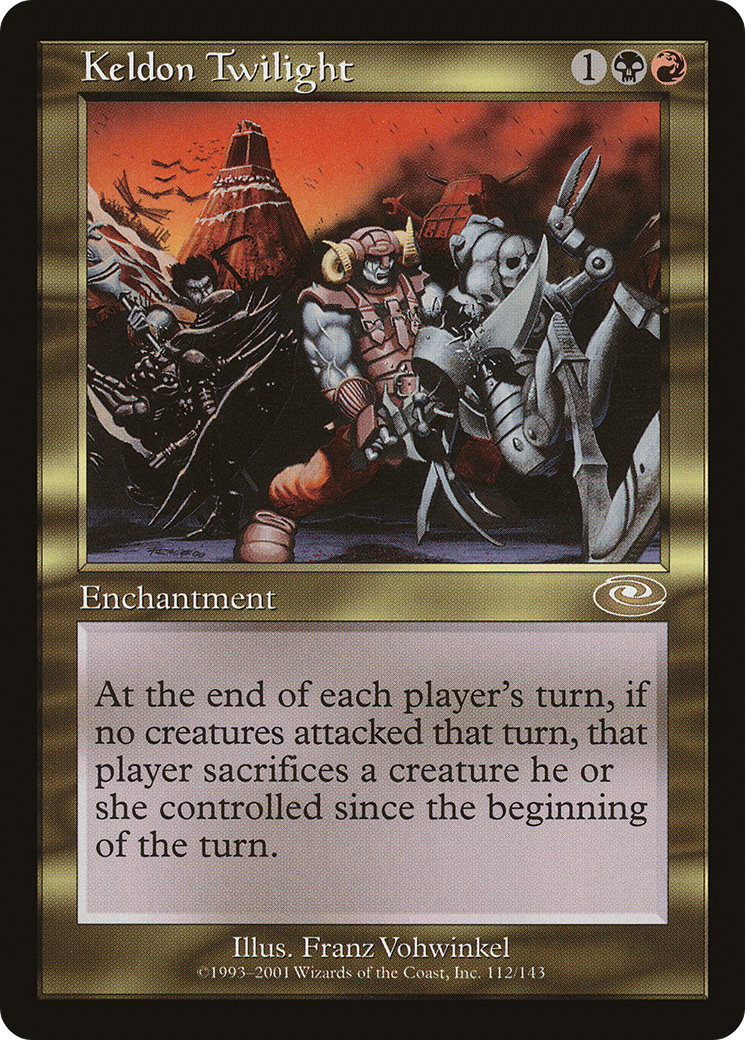 Keldon Twilight 1
Enchantment
At the end of each player's turn, if
no creatures attacked that turn, that
player sacrifices a creature he or
she controlled since the beginning
of the turn.
Illus. Franz Vohwinkel
©1993–2001 Wizards of the Coast, Inc. 112/143